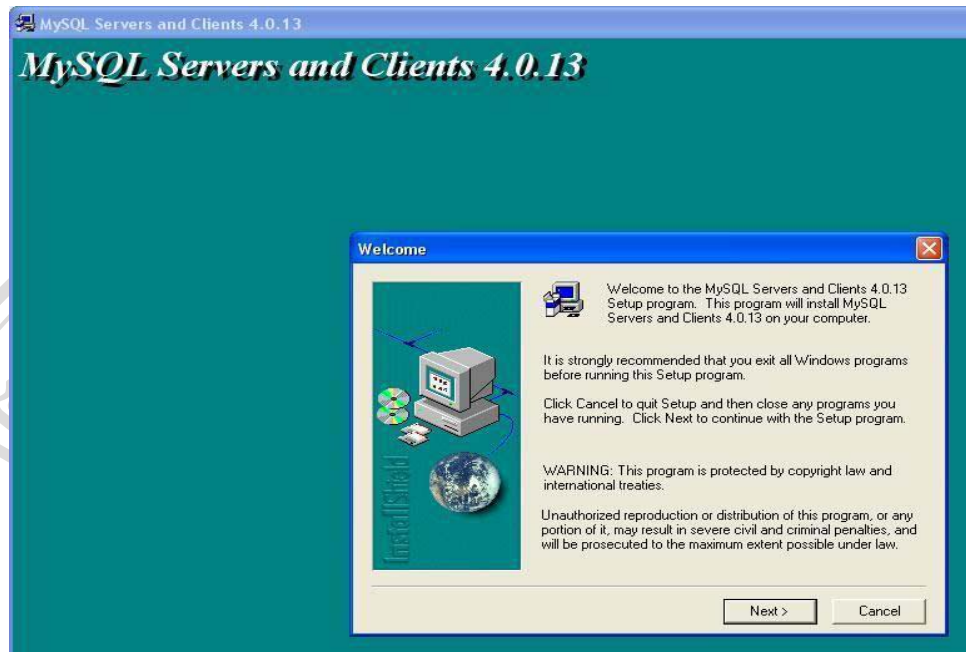 MySQL Servers and Clients 4.0.13
MySQL Servers and Clients 4.0.13
Welcome
Welcome to the MySQL Servers and Clients 4.0.13
Setup program. This program will install MySQL
Servers and Clients 4.0.13 on your computer.
It is strongly recommended that you exit all Windows programs
before running this Setup program.
Click Cancel to quit Setup and then close any programs you
have running. Click Next to continue with the Setup program.
WARNING: This program is protected by copyright law and
international treaties.
Unauthorized reproduction or distribution of this program, or any
portion of it, may result in severe civil and criminal penalties, and
will be prosecuted to the maximum extent possible under law.
InstallShield
Next >
Cancel